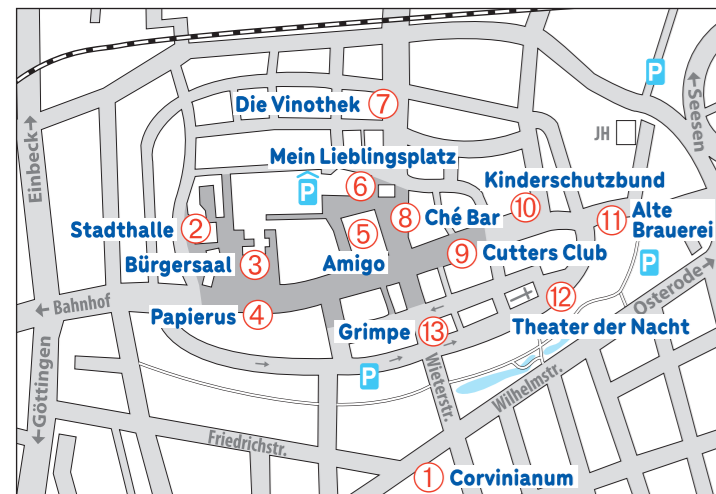 P
Seesen
Die Vinothek 7
Einbeck
JH
Mein Lieblingsplatz
P
6
Kinderschutzbund
10
Stadthalle 2
8 Ché Bar
11 Alte
Brauerei
5
Amigo
9 Cutters Club
Bürgersaal 3
P
Bahnhof
Papierus 4
Osterode
12
Theater der Nacht
Grimpe 13
P
Göttingen
Wieterstr.
Wilhelmstr.
Friedrichstr.
1 Corvinianum